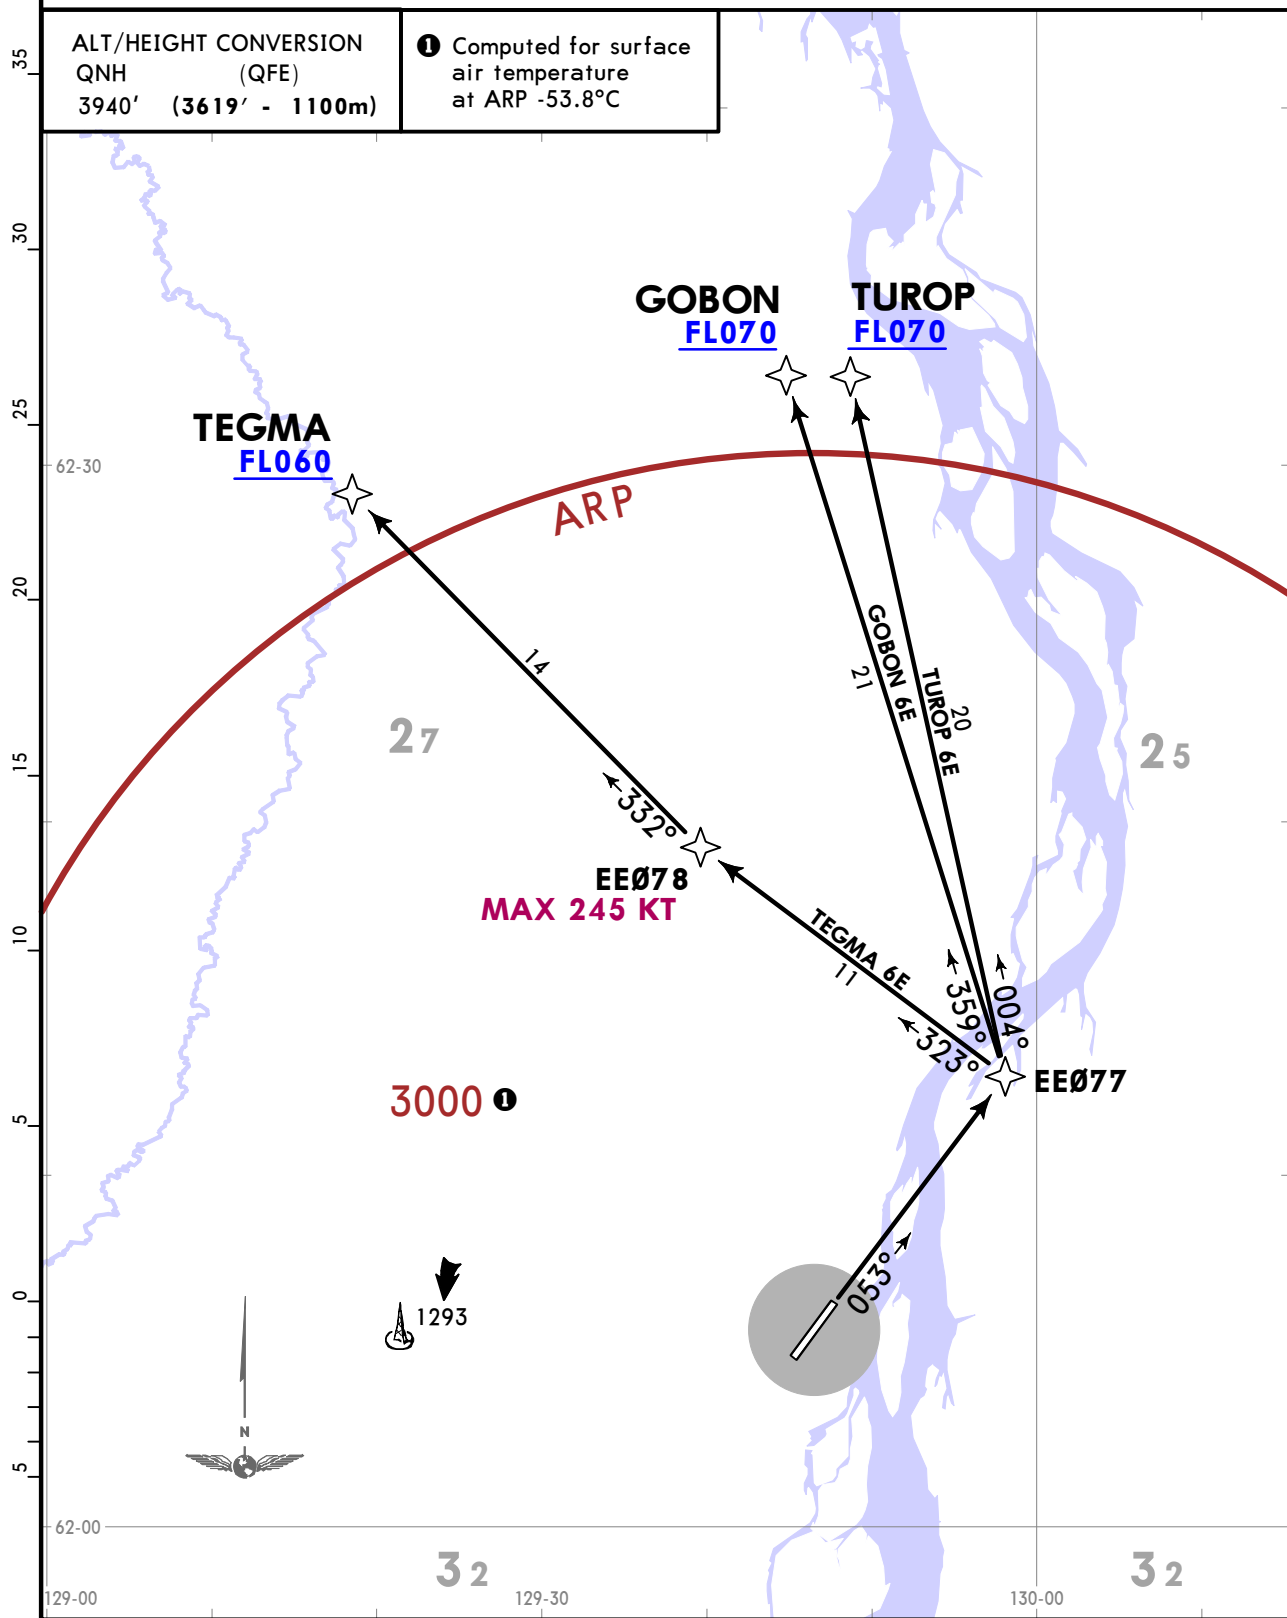 ALT/HEIGHT CONVERSION
QNH (QFE)
3940' (3619' - 1100m)
❶ Computed for surface
air temperature
at ARP -53.8°C
35
30
GOBON
FL070
TUROP
FL070
25
TEGMA
FL060
62-30
ARP
20
14
GOBON 6E
21
TUROP 6E
20
27
25
15
332°
EEØ78
MAX 245 KT
TEGMA 6E
11
10
359°
004°
323°
EEØ77
3000 ❶
5
053°
0
1293
N
5
62-00
32
32
129-00
129-30
130-00